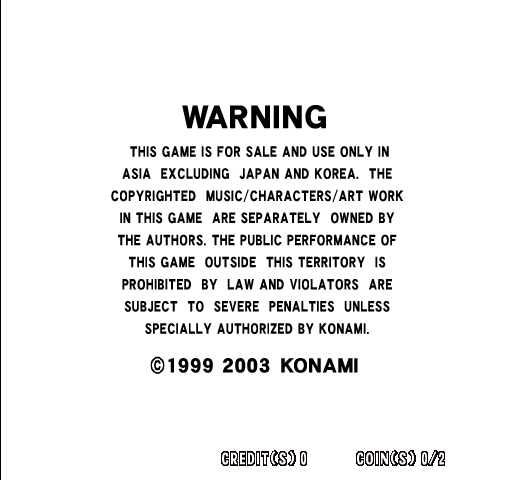 WARNING
THIS GAME IS FOR SALE AND USE ONLY IN
ASIA EXCLUDING JAPAN AND KOREA. THE
COPYRIGHTED MUSIC/CHARACTERS/ART WORK
IN THIS GAME ARE SEPARATELY OWNED BY
THE AUTHORS. THE PUBLIC PERFORMANCE OF
THIS GAME OUTSIDE THIS TERRITORY IS
PROHIBITED BY LAW AND VIOLATORS ARE
SUBJECT TO SEVERE PENALTIES UNLESS
SPECIALLY AUTHORIZED BY KONAMI.
©1999 2003 KONAMI
CREDIT(S) 0 COIN(S) 0/2